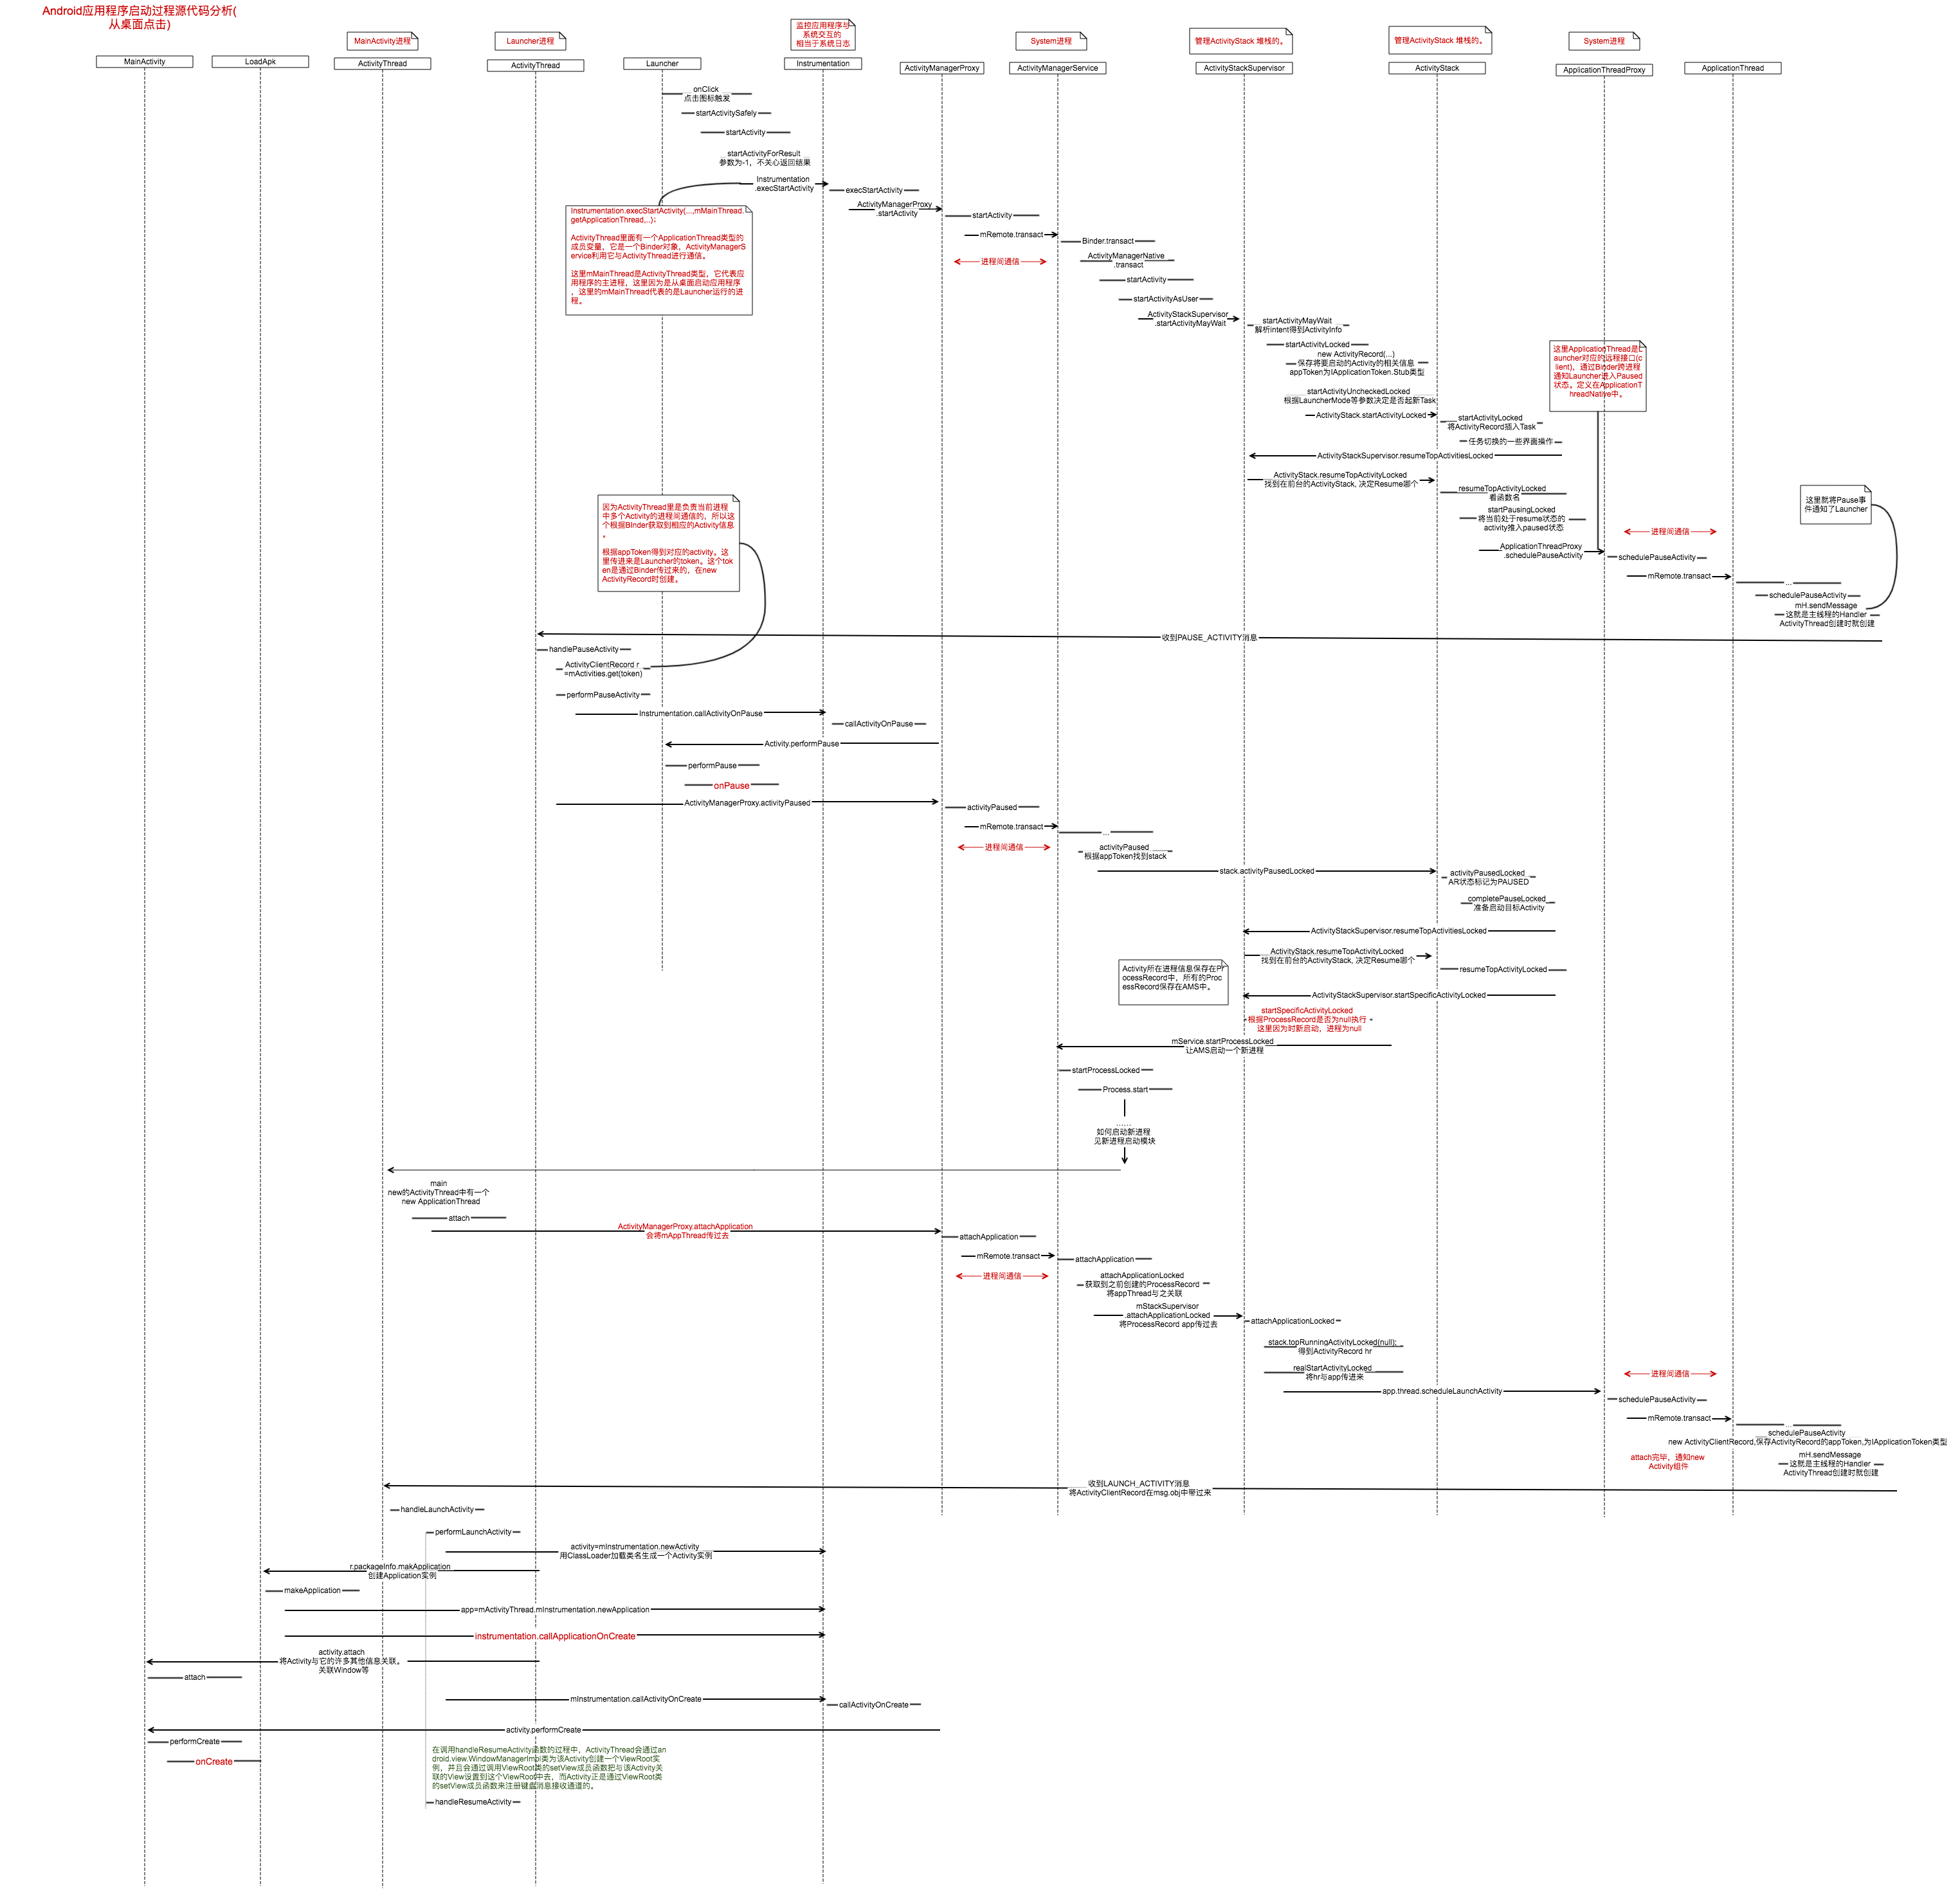 Android应用程序启动过程源代码分析(
从桌面点击)
MainActivity进程
Launcher进程
监控应用程序与
系统交互的
相当于系统日志
System进程
管理ActivityStack 堆栈的。
管理ActivityStack 堆栈的。
System进程
MainActivity
LoadApk
ActivityThread
ActivityThread
Launcher
Instrumentation
ActivityManagerProxy
ActivityManagerService
ActivityStackSupervisor
ActivityStack
ApplicationThreadProxy
ApplicationThread
onClick
点击图标触发
startActivitySafely
startActivity
startActivityForResult
参数为-1，不关心返回结果
Instrumentation
.execStartActivity
execStartActivity
ActivityManagerProxy
.startActivity
startActivity
Instrumentation.execStartActivity(...,mMainThread.
getApplicationThread,..);
ActivityThread里面有一个ApplicationThread类型的
成员变量，它是一个Binder对象，ActivityManagerS
ervice利用它与ActivityThread进行通信。
这里mMainThread是ActivityThread类型，它代表应
用程序的主进程，这里因为是从桌面启动应用程序
，这里的mMainThread代表的是Launcher运行的进
程。
mRemote.transact
Binder.transact
进程间通信
ActivityManagerNative
.transact
startActivity
startActivityAsUser
ActivityStackSupervisor
.startActivityMayWait
startActivityMayWait
解析intent得到ActivityInfo
startActivityLocked
new ActivityRecord(...)
保存将要启动的Activity的相关信息
appToken为IApplicationToken.Stub类型
这里ApplicationThread是L
auncher对应的远程接口(c
lient)，通过Binder跨进程
通知Launcher进入Paused
状态。定义在ApplicationT
hreadNative中。
startActivityUncheckedLocked
根据LauncherMode等参数决定是否起新Task
ActivityStack.startActivityLocked
startActivityLocked
将ActivityRecord插入Task
任务切换的一些界面操作
ActivityStackSupervisor.resumeTopActivitiesLocked
ActivityStack.resumeTopActivityLocked
找到在前台的ActivityStack, 决定Resume哪个
resumeTopActivityLocked
看函数名
startPausingLocked
将当前处于resume状态的
activity推入paused状态
进程间通信
这里就将Pause事
件通知了Launcher
因为ActivityThread里是负责当前进程
中多个Activity的进程间通信的，所以这
个根据BInder获取到相应的Activity信息
。
根据appToken得到对应的activity。这
里传进来是Launcher的token。这个tok
en是通过Binder传过来的，在new
ActivityRecord时创建。
ApplicationThreadProxy
.schedulePauseActivity
schedulePauseActivity
mRemote.transact
...
schedulePauseActivity
mH.sendMessage
这就是主线程的Handler
ActivityThread创建时就创建
收到PAUSE_ACTIVITY消息
handlePauseActivity
ActivityClientRecord r
=mActivities.get(token)
performPauseActivity
Instrumentation.callActivityOnPause
callActivityOnPause
Activity.performPause
performPause
onPause
ActivityManagerProxy.activityPaused
activityPaused
mRemote.transact
...
进程间通信
activityPaused
根据appToken找到stack
stack.activityPausedLocked
activityPausedLocked
AR状态标记为PAUSED
completePauseLocked
准备启动目标Activity
ActivityStackSupervisor.resumeTopActivitiesLocked
ActivityStack.resumeTopActivityLocked
找到在前台的ActivityStack, 决定Resume哪个
resumeTopActivityLocked
Activity所在进程信息保存在Pr
ocessRecord中，所有的Proc
essRecord保存在AMS中。
ActivityStackSupervisor.startSpecificActivityLocked
startSpecificActivityLocked
根据ProcessRecord是否为null执行
这里因为时新启动，进程为null
mService.startProcessLocked
让AMS启动一个新进程
startProcessLocked
Process.start
......
如何启动新进程
见新进程启动模块
main
new的ActivityThread中有一个
new ApplicationThread
attach
ActivityManagerProxy.attachApplication
会将mAppThread传过去
attachApplication
mRemote.transact
attachApplication
进程间通信
attachApplicationLocked
获取到之前创建的ProcessRecord
将appThread与之关联
mStackSupervisor
.attachApplicationLocked
将ProcessRecord app传过去
attachApplicationLocked
stack.topRunningActivityLocked(null);
得到ActivityRecord hr
realStartActivityLocked
将hr与app传进来
进程间通信
app.thread.scheduleLaunchActivity
schedulePauseActivity
mRemote.transact
...
schedulePauseActivity
new ActivityClientRecord,保存ActivityRecord的appToken,为IApplicationToken类型
attach完毕，通知new
Activity组件
mH.sendMessage
这就是主线程的Handler
ActivityThread创建时就创建
收到LAUNCH_ACTIVITY消息
将ActivityClientRecord在msg.obj中带过来
handleLaunchActivity
performLaunchActivity
activity=mInstrumentation.newActivity
用ClassLoader加载类名生成一个Activity实例
r.packageInfo.makApplication
创建Application实例
makeApplication
app=mActivityThread.mInstrumentation.newApplication
instrumentation.callApplicationOnCreate
activity.attach
将Activity与它的许多其他信息关联。
关联Window等
attach
mInstrumentation.callActivityOnCreate
callActivityOnCreate
activity.performCreate
performCreate
onCreate
在调用handleResumeActivity函数的过程中，ActivityThread会通过an
droid.view.WindowManagerImpl类为该Activity创建一个ViewRoot实
例，并且会通过调用ViewRoot类的setView成员函数把与该Activity关
联的View设置到这个ViewRoot中去，而Activity正是通过ViewRoot类
的setView成员函数来注册键盘消息接收通道的。
handleResumeActivity